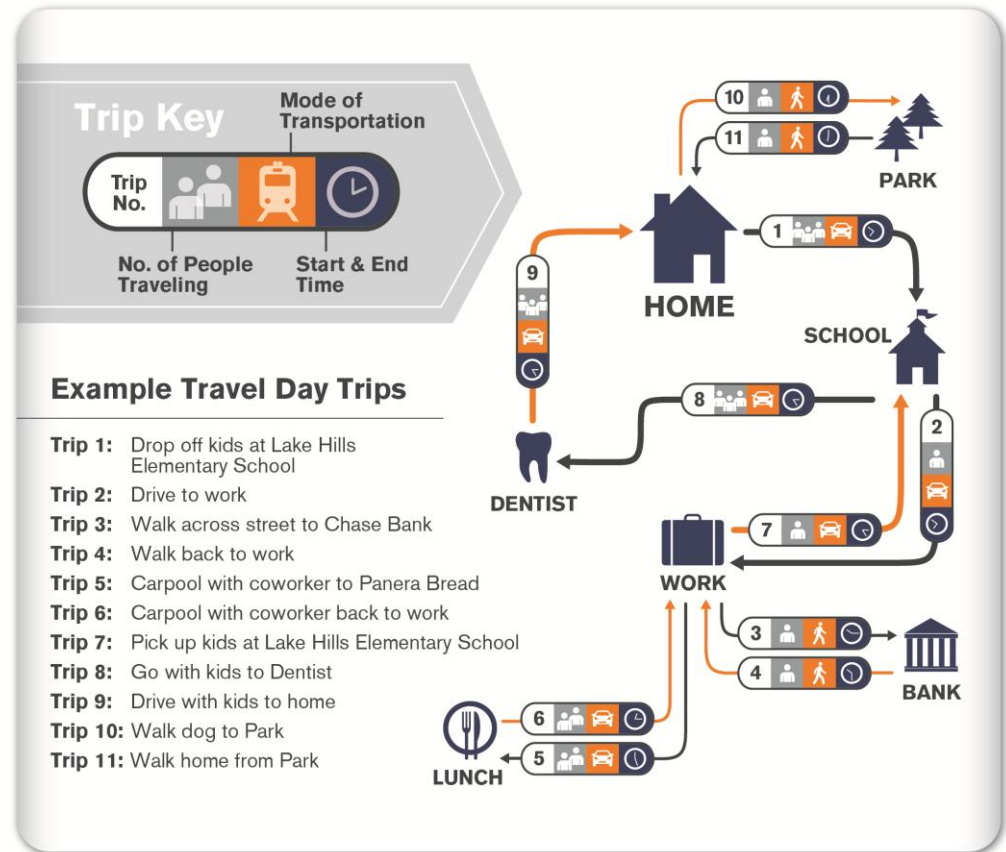 Trip Key
Mode of
Transportation
Trip
No.
No. of People
Traveling
Start & End
Time
Example Travel Day Trips
Trip 1: Drop off kids at Lake Hills
Elementary School
Trip 2: Drive to work
Trip 3: Walk across street to Chase Bank
Trip 4: Walk back to work
Trip 5: Carpool with coworker to Panera Bread
Trip 6: Carpool with coworker back to work
Trip 7: Pick up kids at Lake Hills Elementary School
Trip 8: Go with kids to Dentist
Trip 9: Drive with kids to home
Trip 10: Walk dog to Park
Trip 11: Walk home from Park
10
11
PARK
1
HOME
9
SCHOOL
8
2
DENTIST
7
WORK
3
4
BANK
6
5
LUNCH